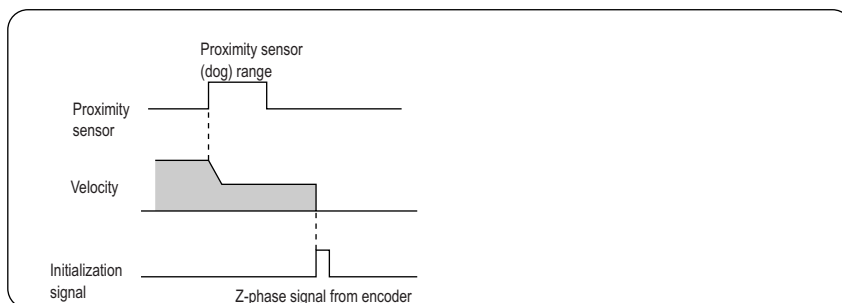 Proximity sensor
(dog) range
Proximity
sensor
Velocity
Initialization
signal
Z-phase signal from encoder